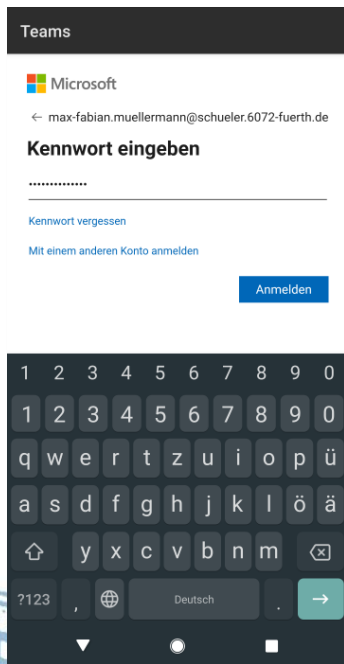 Teams
Microsoft
← max-fabian.muellermann@schueler.6072-fuerth.de
Kennwort eingeben
••••••••••••••
Kennwort vergessen
Mit einem anderen Konto anmelden
Anmelden
1 2 3 4 5 6 7 8 9 0
1 2 3 4 5 6 7 8 9 0
q w e r t z u i o p ü
a s d f g h j k l ö ä
y x c v b n m
?123 , Deutsch . →